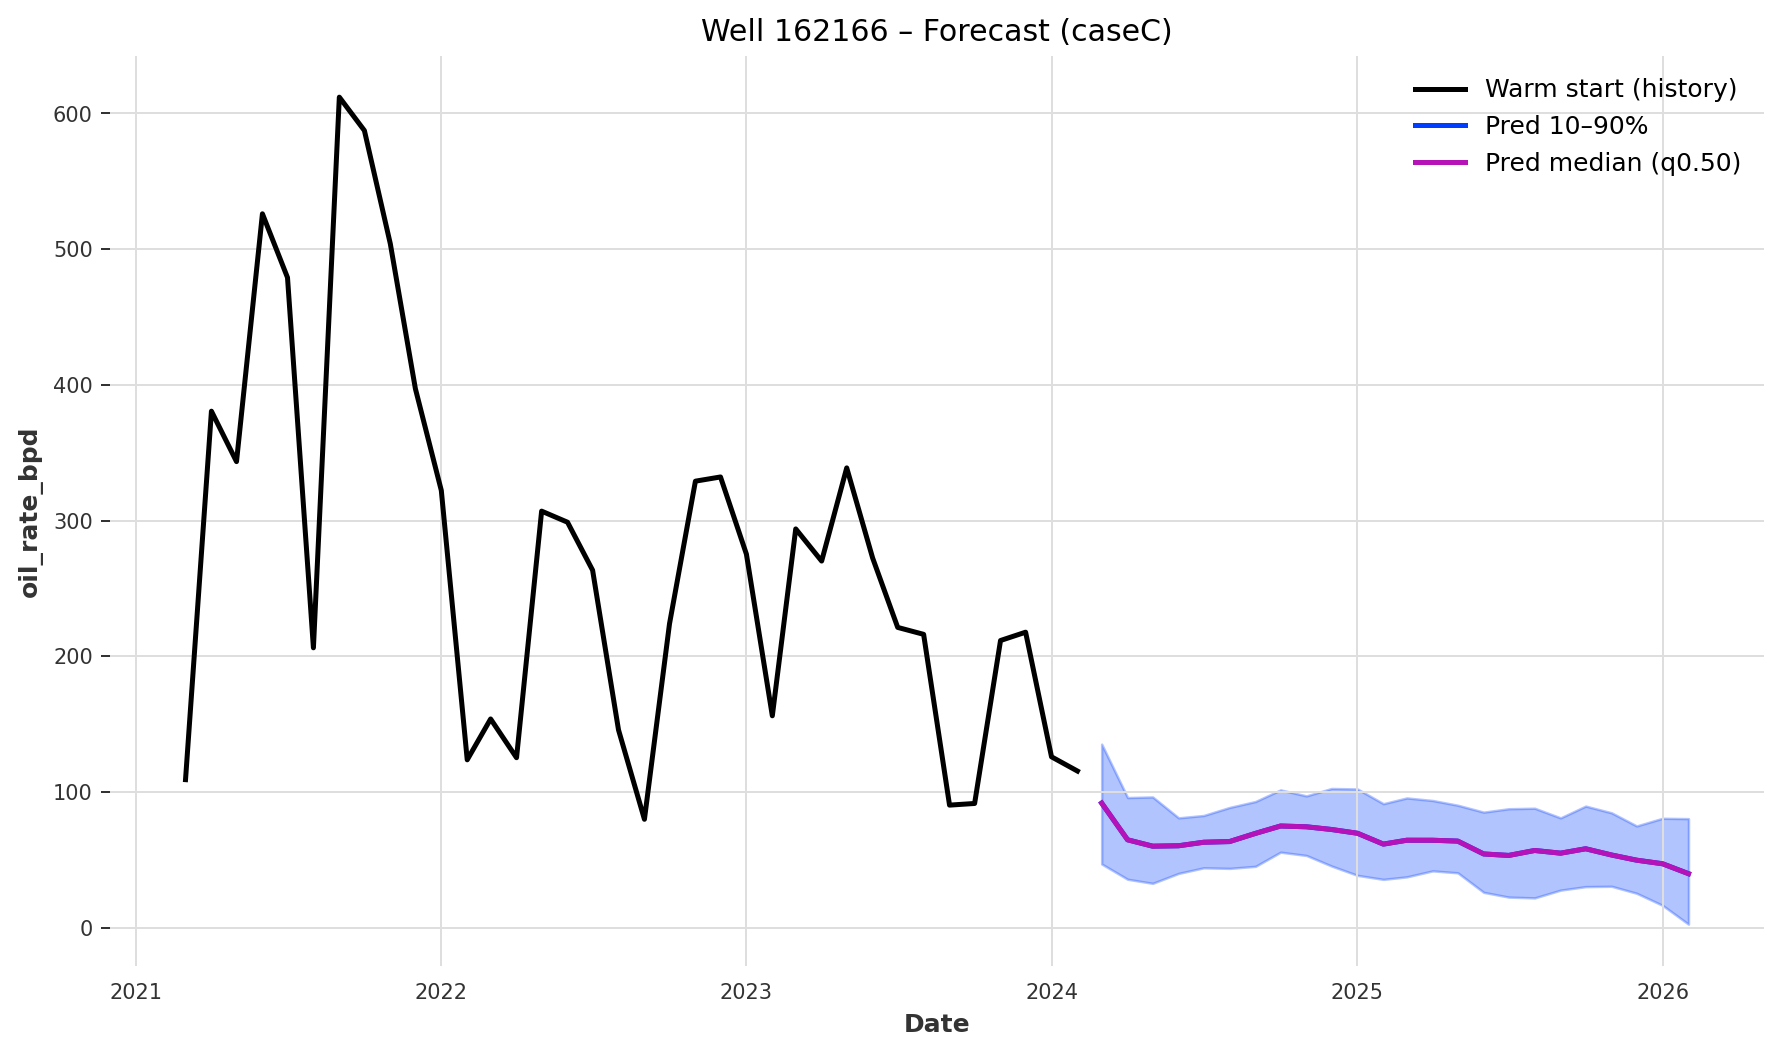 Well 162166 – Forecast (caseC)
Warm start (history)
Pred 10–90%
Pred median (q0.50)
oil_rate_bpd
600
500
400
300
200
100
0
2021
2022
2023
2024
2025
2026
Date